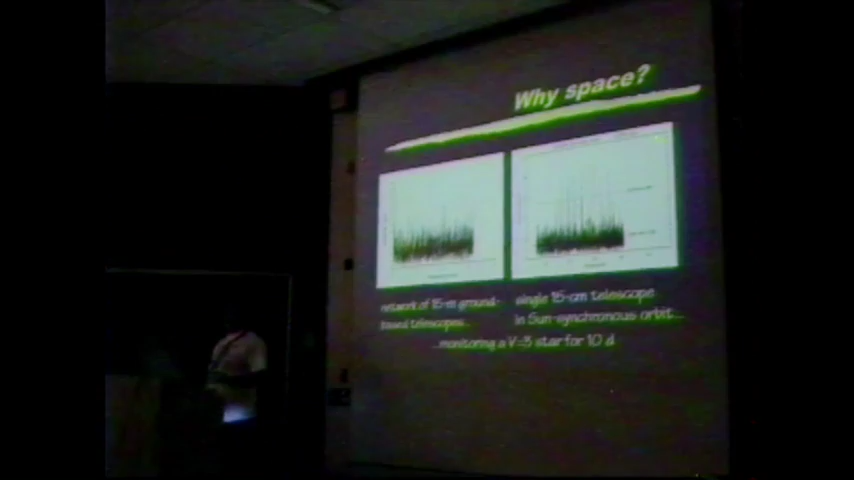 Why space?
network of 15-m ground-
based telescopes...
single 15-cm telescope
in Sun-synchronous orbit...
...monitoring a V=3 star for 10 d